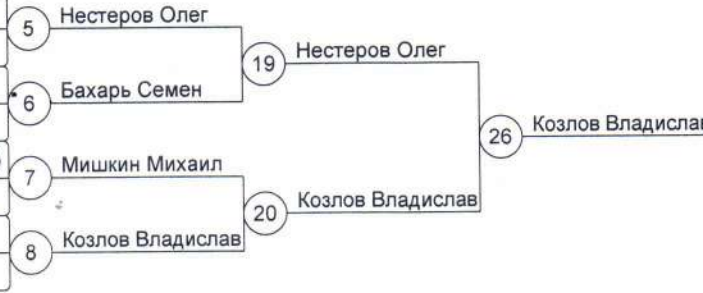 5 Нестеров Олег
19 Нестеров Олег
6 Бахарь Семен
26 Козлов Владислав
7 Мишкин Михаил
20 Козлов Владислав
8 Козлов Владислав